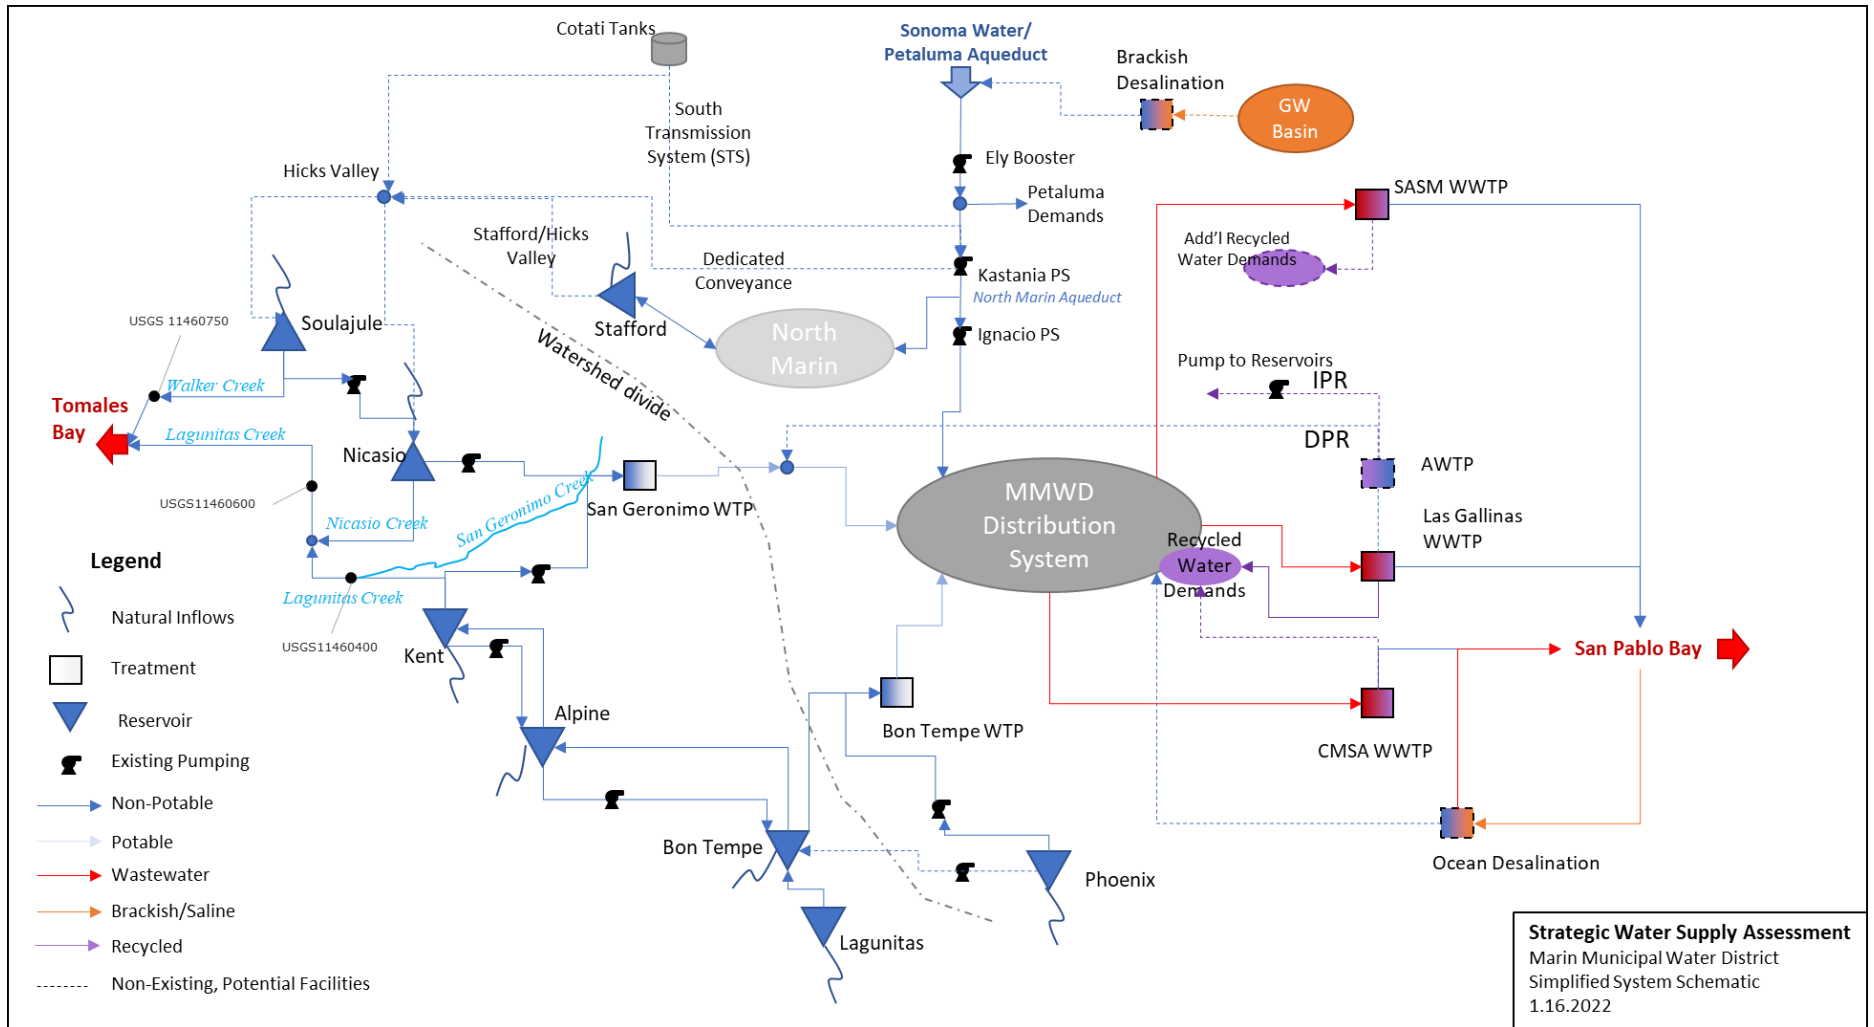 Cotati Tanks
Sonoma Water/
Petaluma Aqueduct
Brackish
Desalination
GW
Basin
South
Transmission
System (STS)
Ely Booster
Hicks Valley
Petaluma
Demands
SASM WWTP
Stafford/Hicks
Valley
Dedicated
Conveyance
Add'l Recycled
Water Demands
Kastania PS
North Marin Aqueduct
Soulajule
USGS 11460750
Stafford
North
Marin
Ignacio PS
Watershed divide
Pump to Reservoirs
IPR
Walker Creek
Tomales
Bay
Lagunitas Creek
DPR
Nicasio
AWTP
USGS11460600
San Geronimo WTP
San Geronimo Creek
Nicasio Creek
MMWD
Distribution
System
Las Gallinas
WWTP
Recycled
Water
Demands
Legend
Lagunitas Creek
Natural Inflows
USGS11460400
Kent
San Pablo Bay
Treatment
Reservoir
Alpine
Bon Tempe WTP
CMSA WWTP
Existing Pumping
Non-Potable
Potable
Bon Tempe
Ocean Desalination
Wastewater
Phoenix
Brackish/Saline
Recycled
Lagunitas
Non-Existing, Potential Facilities
Strategic Water Supply Assessment
Marin Municipal Water District
Simplified System Schematic
1.16.2022